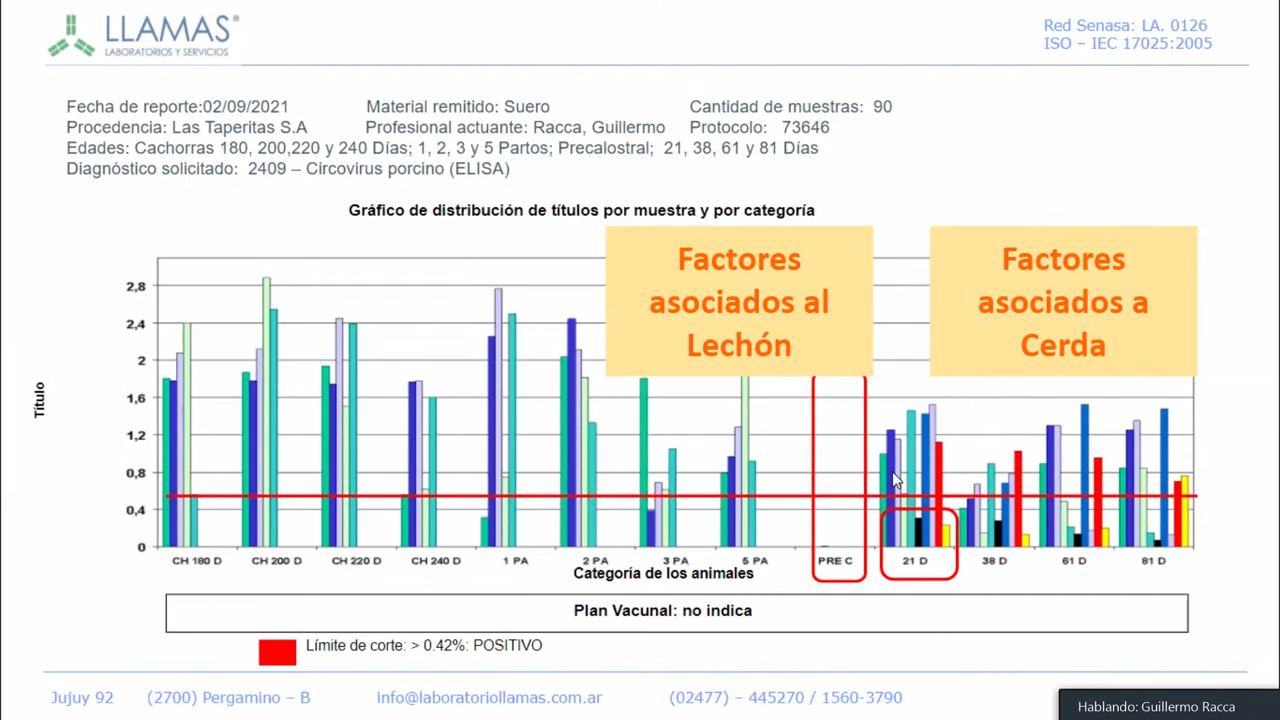 LLAMAS®
LABORATORIOS Y SERVICIOS
Red Senasa: LA. 0126
ISO – IEC 17025:2005
Fecha de reporte:02/09/2021 Material remitido: Suero Cantidad de muestras: 90
Procedencia: Las Taperitas S.A Profesional actuante: Racca, Guillermo Protocolo: 73646
Edades: Cachorras 180, 200,220 y 240 Días; 1, 2, 3 y 5 Partos; Precalostral; 21, 38, 61 y 81 Días
Diagnóstico solicitado: 2409 – Circovirus porcino (ELISA)
Gráfico de distribución de títulos por muestra y por categoría
Factores
asociados al
Lechón
Factores
asociados a
Cerda
Título
2,8
2,4
2
1,6
1,2
0,8
0,4
0
CH 180 D CH 200 D CH 220 D CH 240 D 1 PA 2 PA 3 PA 5 PA PRE C 21 D 38 D 61 D 81 D
Categoría de los animales
Plan Vacunal: no indica
Límite de corte: > 0.42%: POSITIVO
Jujuy 92 (2700) Pergamino – B info@laboratoriollamas.com.ar (02477) – 445270 / 1560-3790
Hablando: Guillermo Racca